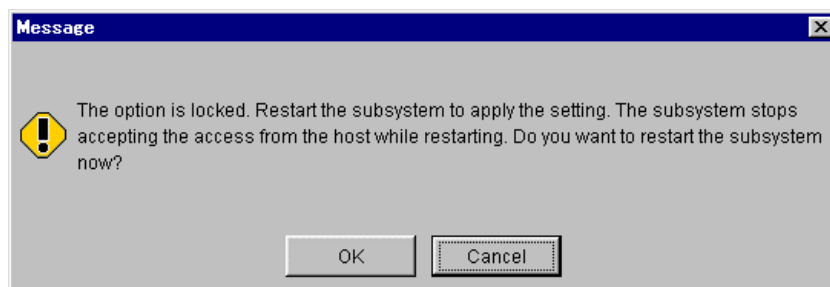 Message
The option is locked. Restart the subsystem to apply the setting. The subsystem stops
accepting the access from the host while restarting. Do you want to restart the subsystem
now?
OK
Cancel